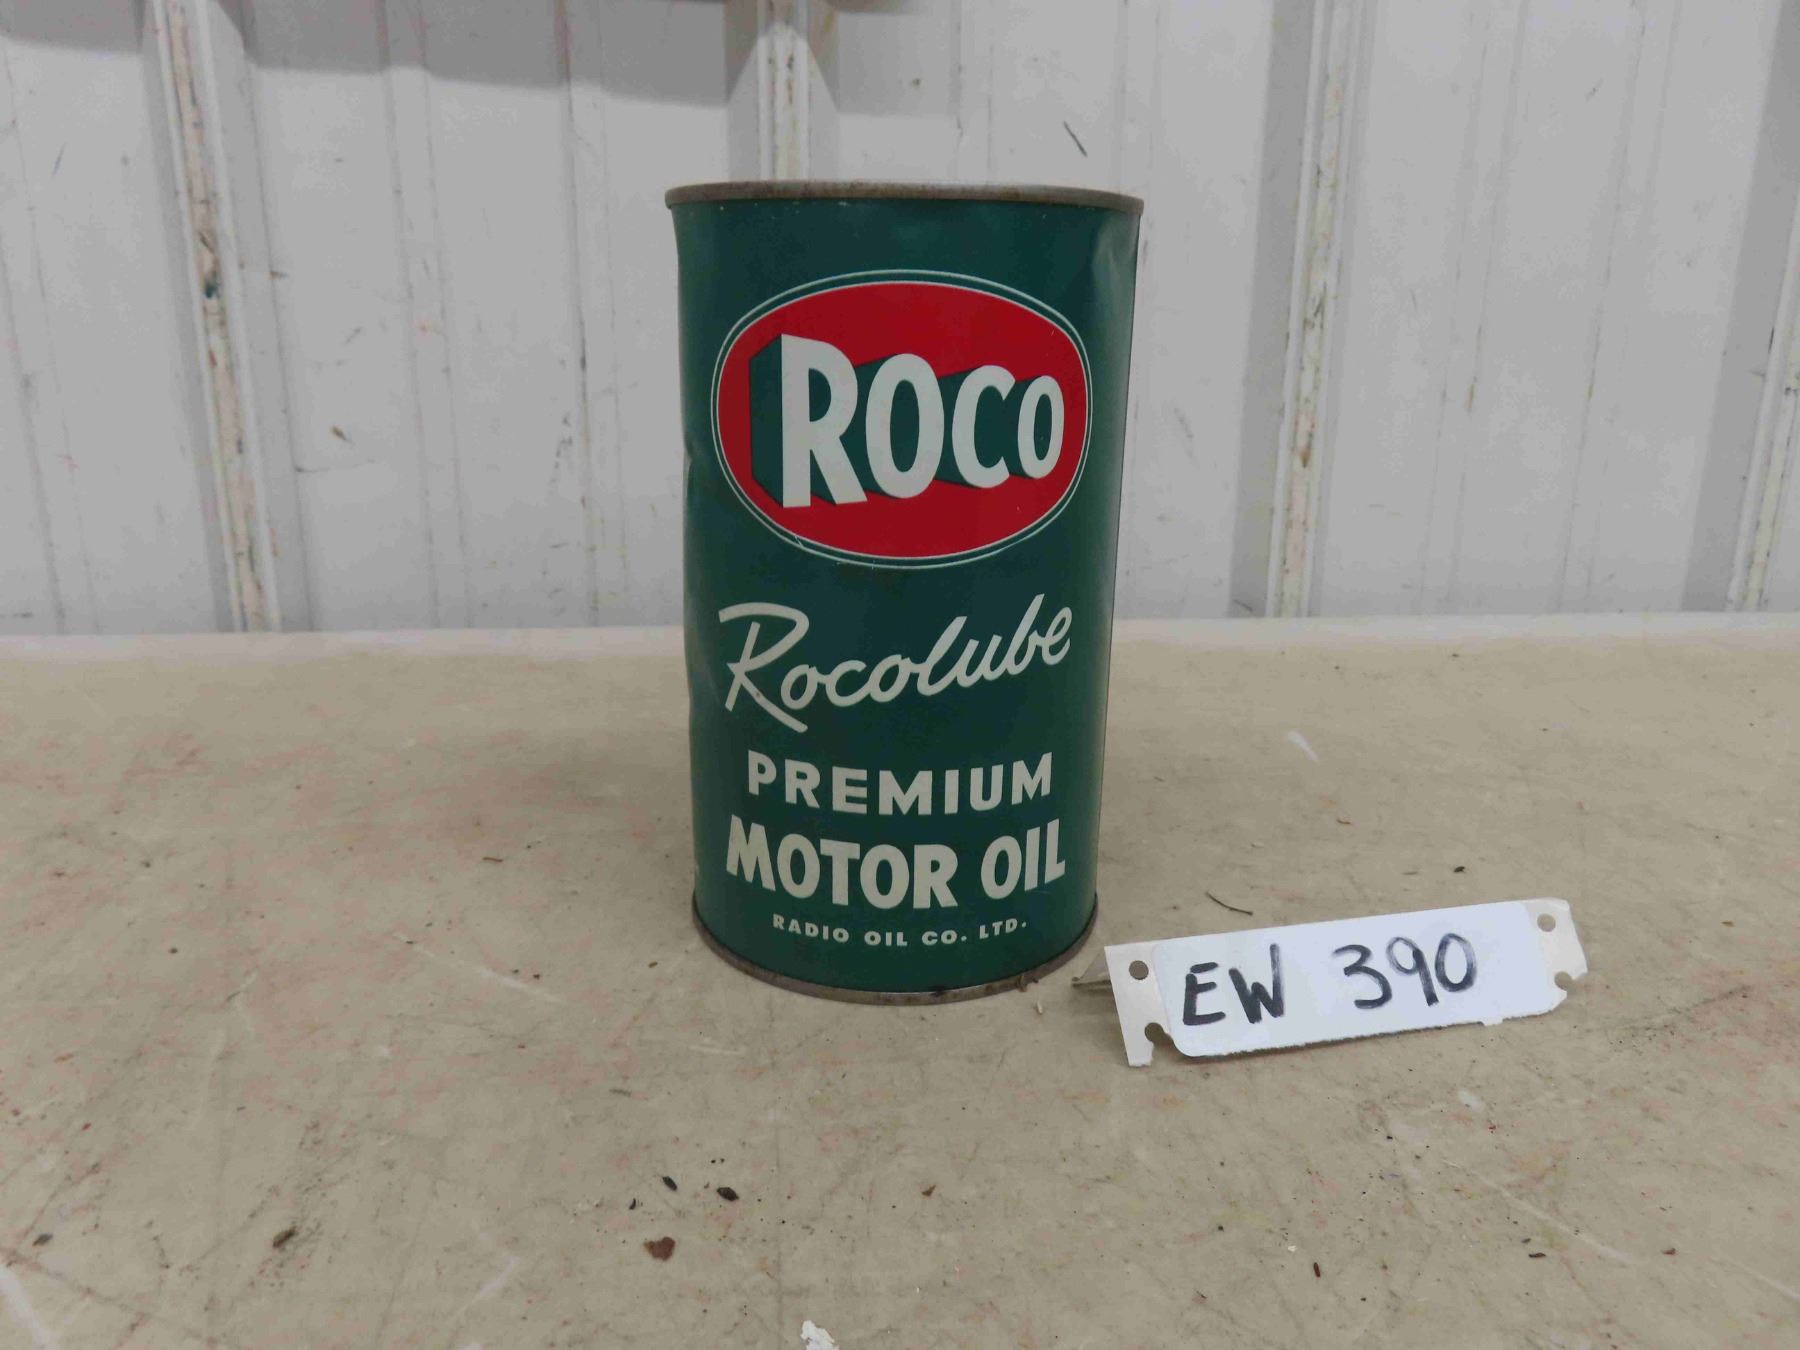 ROCO
Rocolube
PREMIUM
MOTOR OIL
RADIO OIL CO. LTD.
EW 390